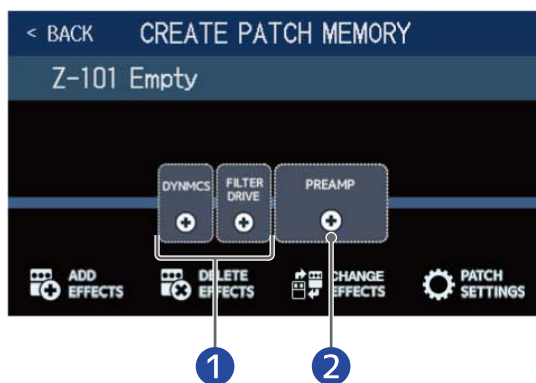 < BACK CREATE PATCH MEMORY
Z-101 Empty
DYNMCS FILTER DRIVE PREAMP
ADD EFFECTS DELETE EFFECTS CHANGE EFFECTS PATCH SETTINGS
1 2